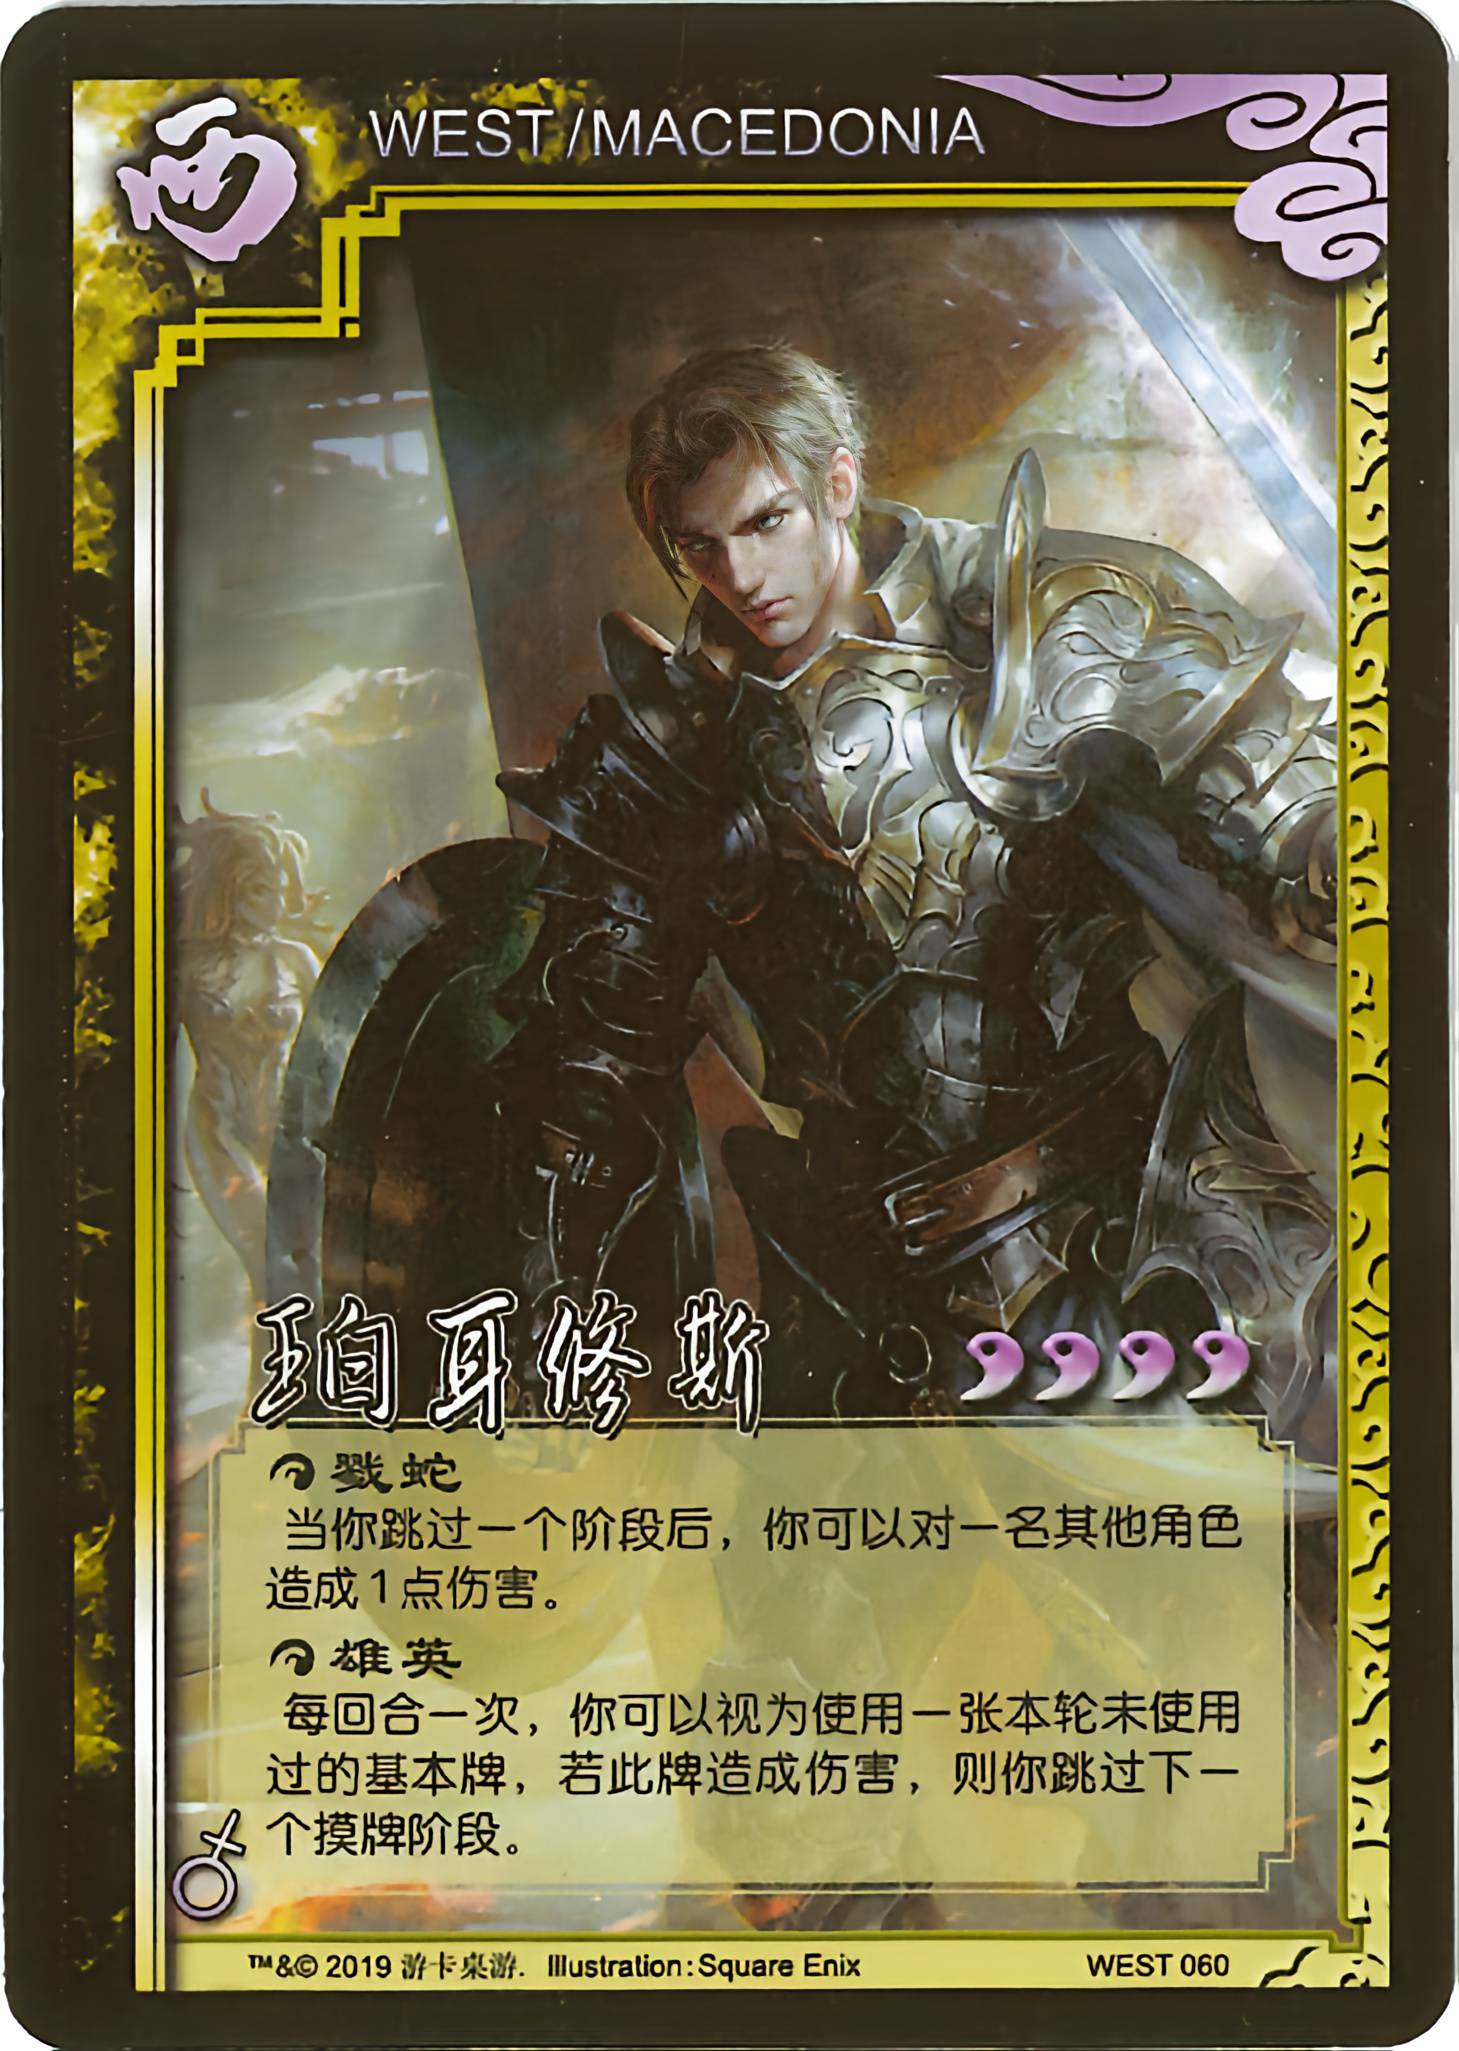 西
WEST/MACEDONIA
珀耳修斯
戮蛇
当你跳过一个阶段后，你可以对一名其他角色
造成1点伤害。
雄英
每回合一次，你可以视为使用一张本轮未使用
过的基本牌，若此牌造成伤害，则你跳过下一
个摸牌阶段。
™&© 2019 游卡桌游. Illustration:Square Enix
WEST 060